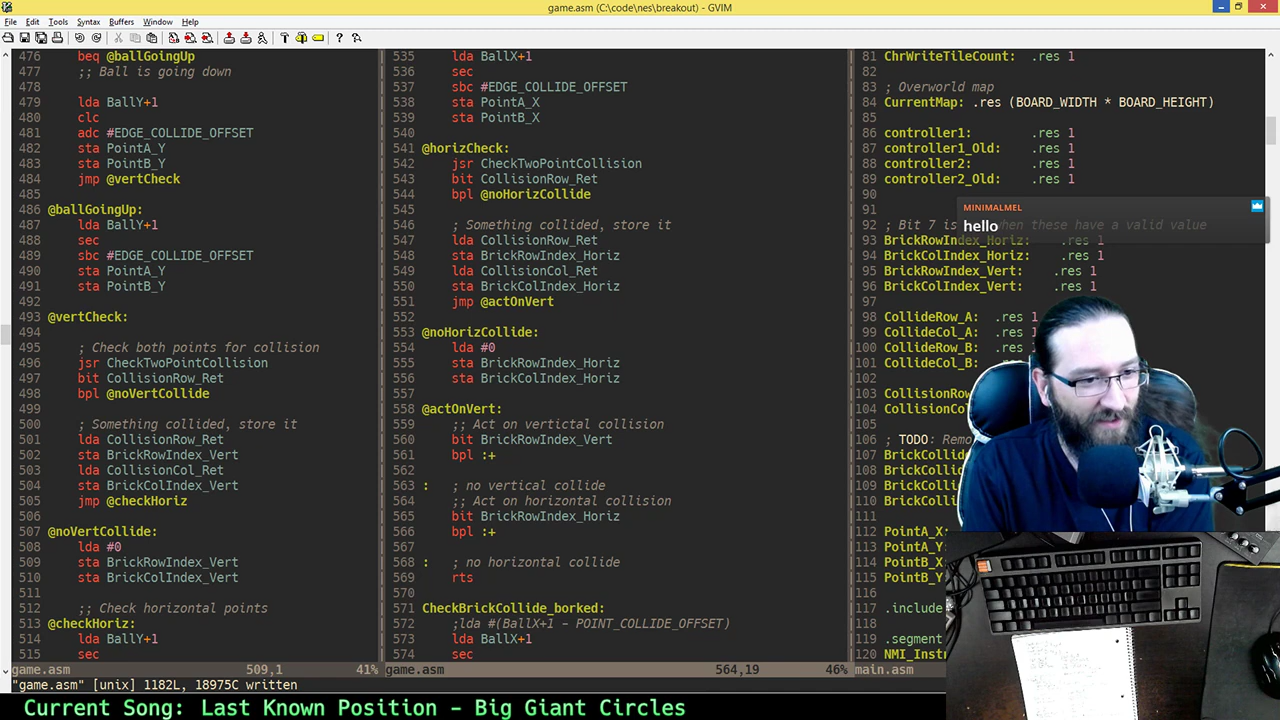 game.asm (C:\code\nes\breakout) - GVIM
File Edit Tools Syntax Buffers Window Help
476 beq @ballGoingUp
477 ;; Ball is going down
478
479 lda BallY+1
480 clc
481 adc #EDGE_COLLIDE_OFFSET
482 sta PointA_Y
483 sta PointB_Y
484 jmp @vertCheck
485
486 @ballGoingUp:
487 lda BallY+1
488 sec
489 sbc #EDGE_COLLIDE_OFFSET
490 sta PointA_Y
491 sta PointB_Y
492
493 @vertCheck:
494
495 ; Check both points for collision
496 jsr CheckTwoPointCollision
497 bit CollisionRow_Ret
498 bpl @noVertCollide
499
500 ; Something collided, store it
501 lda CollisionRow_Ret
502 sta BrickRowIndex_Vert
503 lda CollisionCol_Ret
504 sta BrickColIndex_Vert
505 jmp @checkHoriz
506
507 @noVertCollide:
508 lda #0
509 sta BrickRowIndex_Vert
510 sta BrickColIndex_Vert
511
512 ;; Check horizontal points
513 @checkHoriz:
514 lda BallY+1
515 sec
game.asm 509,1 41%
535 lda BallX+1
536 sec
537 sbc #EDGE_COLLIDE_OFFSET
538 sta PointA_X
539 sta PointB_X
540
541 @horizCheck:
542 jsr CheckTwoPointCollision
543 bit CollisionRow_Ret
544 bpl @noHorizCollide
545
546 ; Something collided, store it
547 lda CollisionRow_Ret
548 sta BrickRowIndex_Horiz
549 lda CollisionCol_Ret
550 sta BrickColIndex_Horiz
551 jmp @actOnVert
552
553 @noHorizCollide:
554 lda #0
555 sta BrickRowIndex_Horiz
556 sta BrickColIndex_Horiz
557
558 @actOnVert:
559 ;; Act on vertictal collision
560 bit BrickRowIndex_Vert
561 bpl :+
562
563 : ; no vertical collide
564 ;; Act on horizontal collision
565 bit BrickRowIndex_Horiz
566 bpl :+
567
568 : ; no horizontal collide
569 rts
570
571 CheckBrickCollide_borked:
572 ;lda #(BallX+1 - POINT_COLLIDE_OFFSET)
573 lda BallX+1
574 sec
game.asm 564,19 46%
81 ChrWriteTileCount: .res 1
82
83 ; Overworld map
84 CurrentMap: .res (BOARD_WIDTH * BOARD_HEIGHT)
85
86 controller1: .res 1
87 controller1_Old: .res 1
88 controller2: .res 1
89 controller2_Old: .res 1
90
91
92 ; Bit 7 is when these have a valid value
93 BrickRowIndex_Horiz: .res 1
94 BrickColIndex_Horiz: .res 1
95 BrickRowIndex_Vert: .res 1
96 BrickColIndex_Vert: .res 1
97
98 CollideRow_A: .res 1
99 CollideCol_A: .res 1
100 CollideRow_B: .res
101 CollideCol_B: .res
102
103 CollisionRow
104 CollisionCol
105
106 ; TODO: Remo
107 BrickCollid
108 BrickCollid
109 BrickCollid
110 BrickColli
111
112 PointA_X:
113 PointA_Y:
114 PointB_X:
115 PointB_Y:
116
117 .include
118
119 .segment
120 NMI_Instr
main.asm
MINIMALMEL
hello
"game.asm" [unix] 1182L, 18975C written
Current Song: Last Known Position - Big Giant Circles